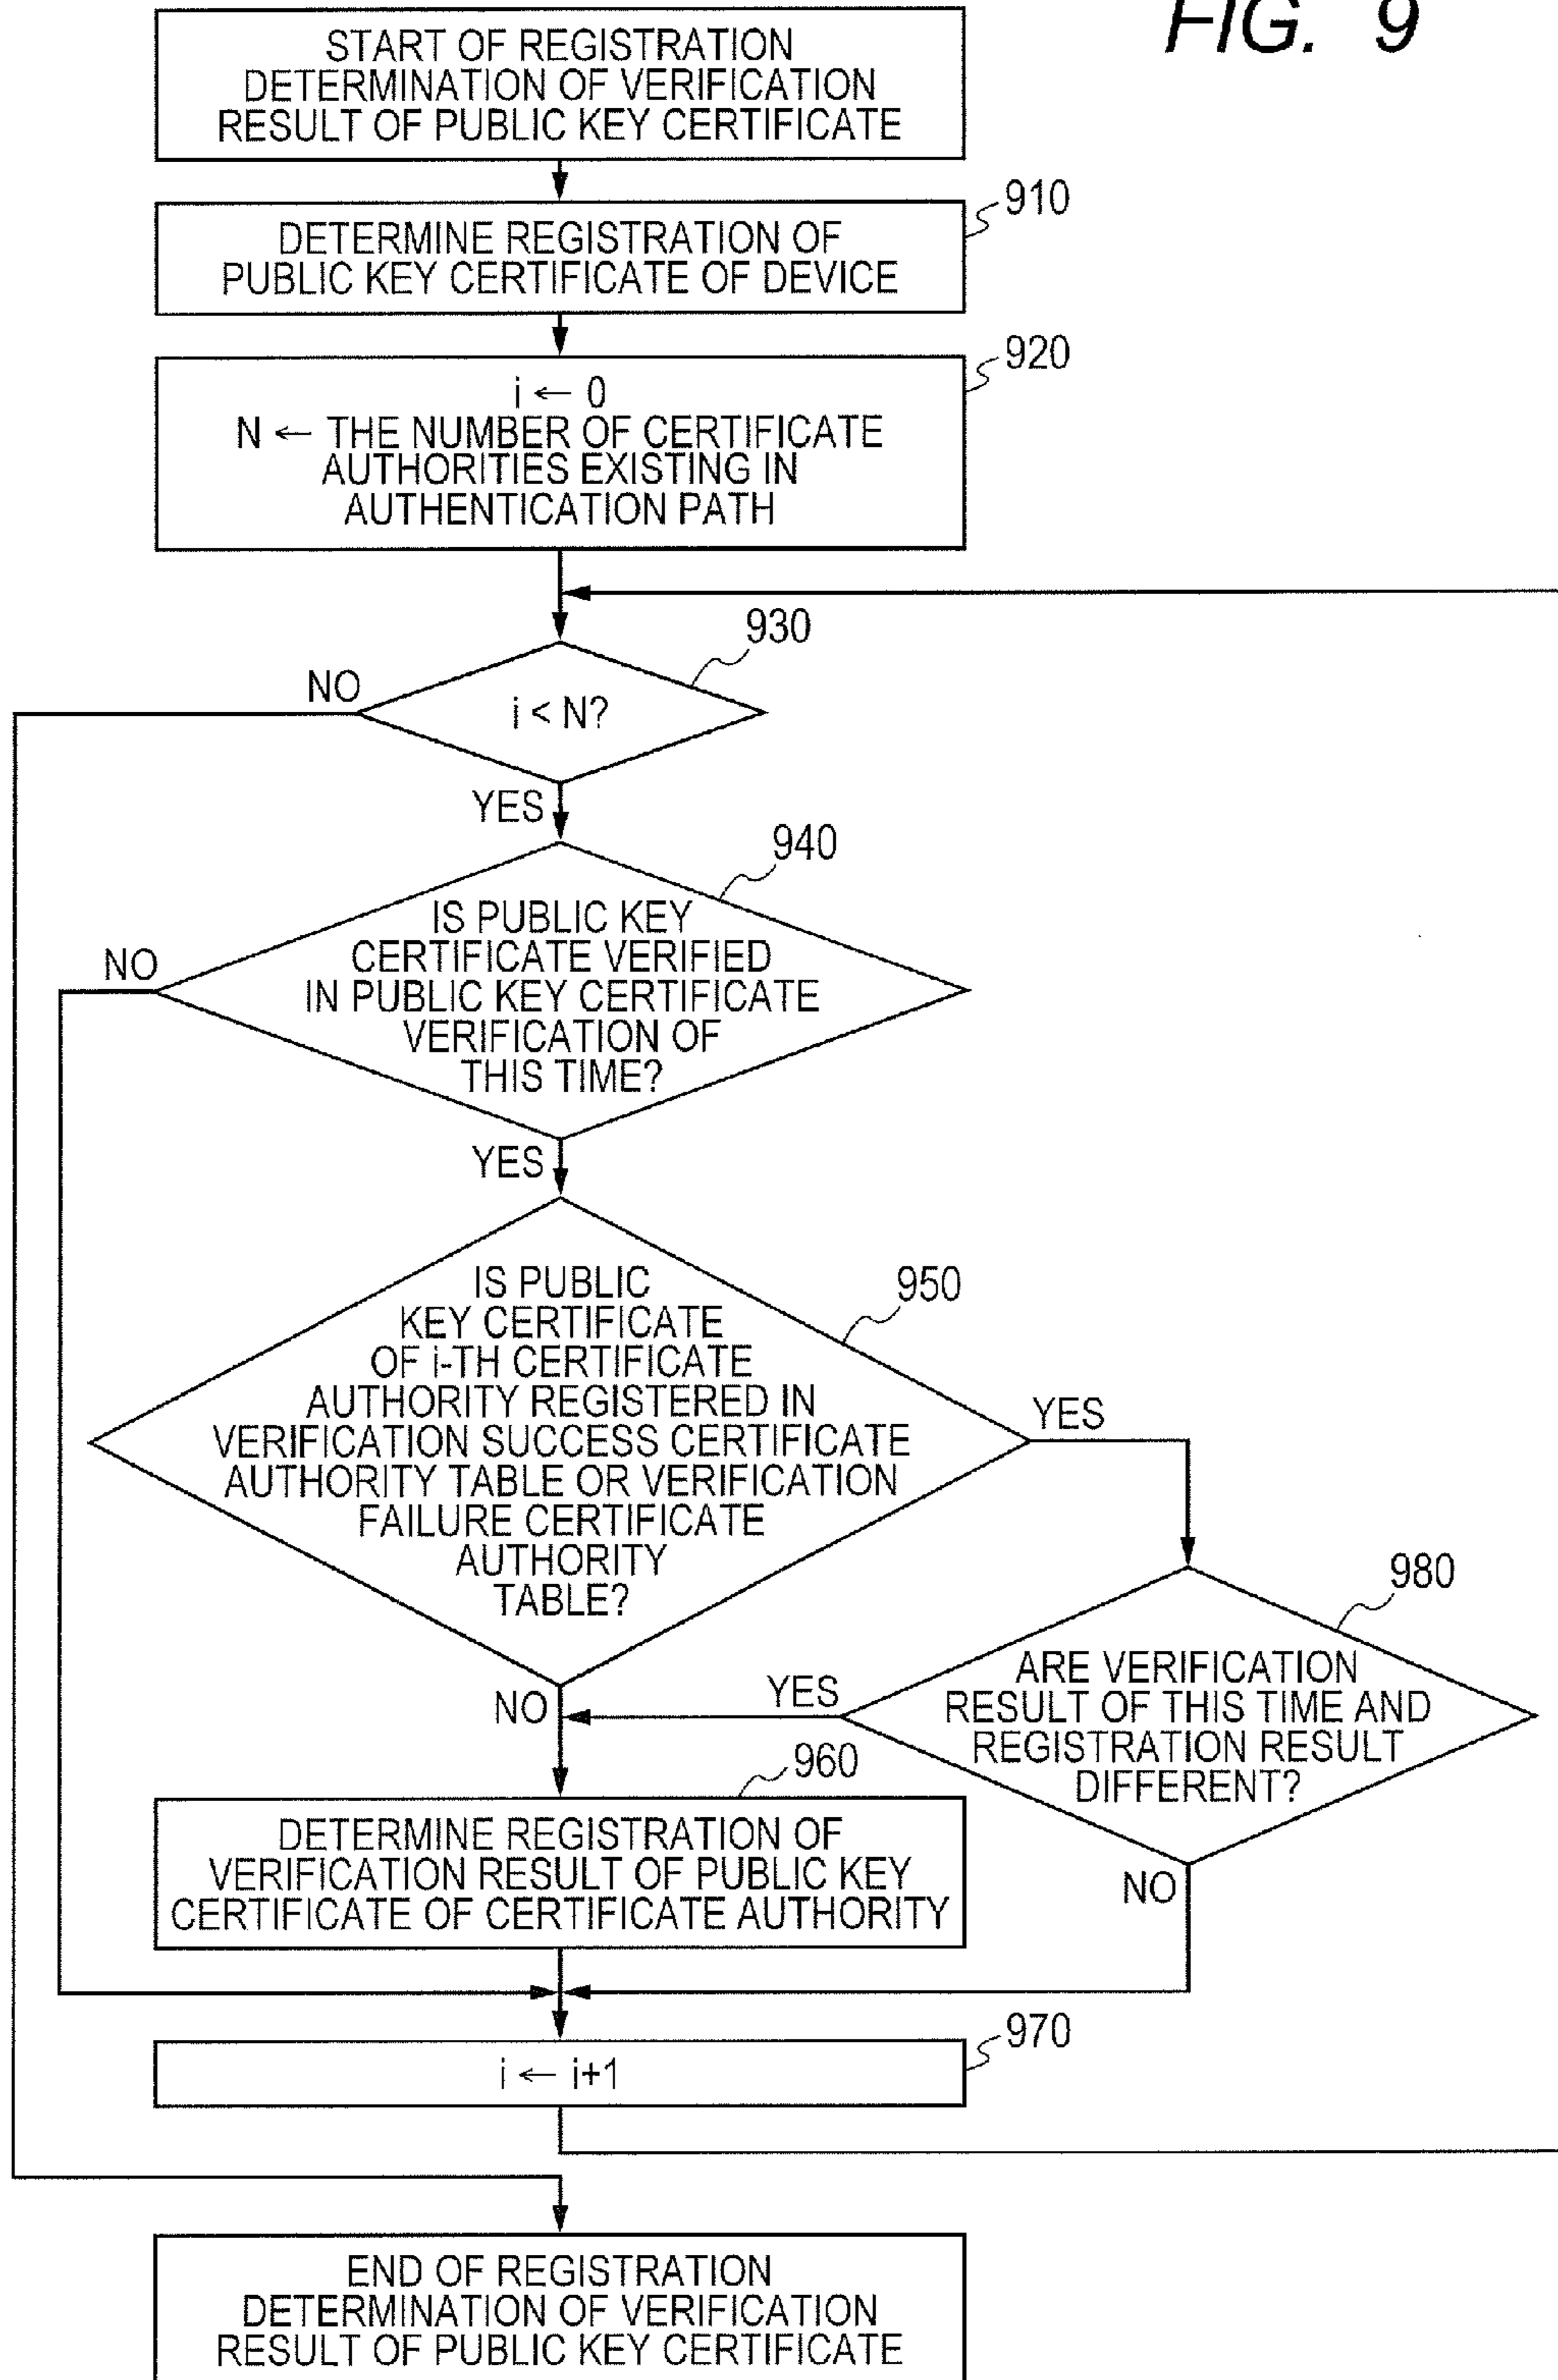 FIG. 9
START OF REGISTRATION
DETERMINATION OF VERIFICATION
RESULT OF PUBLIC KEY CERTIFICATE
910
DETERMINE REGISTRATION OF
PUBLIC KEY CERTIFICATE OF DEVICE
920
i ← 0
N ← THE NUMBER OF CERTIFICATE
AUTHORITIES EXISTING IN
AUTHENTICATION PATH
930
NO
i < N?
YES
940
NO
IS PUBLIC KEY
CERTIFICATE VERIFIED
IN PUBLIC KEY CERTIFICATE
VERIFICATION OF
THIS TIME?
YES
950
IS PUBLIC
KEY CERTIFICATE
OF i-TH CERTIFICATE
AUTHORITY REGISTERED IN
VERIFICATION SUCCESS CERTIFICATE
AUTHORITY TABLE OR VERIFICATION
FAILURE CERTIFICATE
AUTHORITY
TABLE?
YES
NO
980
YES
ARE VERIFICATION
RESULT OF THIS TIME AND
REGISTRATION RESULT
DIFFERENT?
NO
960
DETERMINE REGISTRATION OF
VERIFICATION RESULT OF PUBLIC KEY
CERTIFICATE OF CERTIFICATE AUTHORITY
970
i ← i+1
END OF REGISTRATION
DETERMINATION OF VERIFICATION
RESULT OF PUBLIC KEY CERTIFICATE